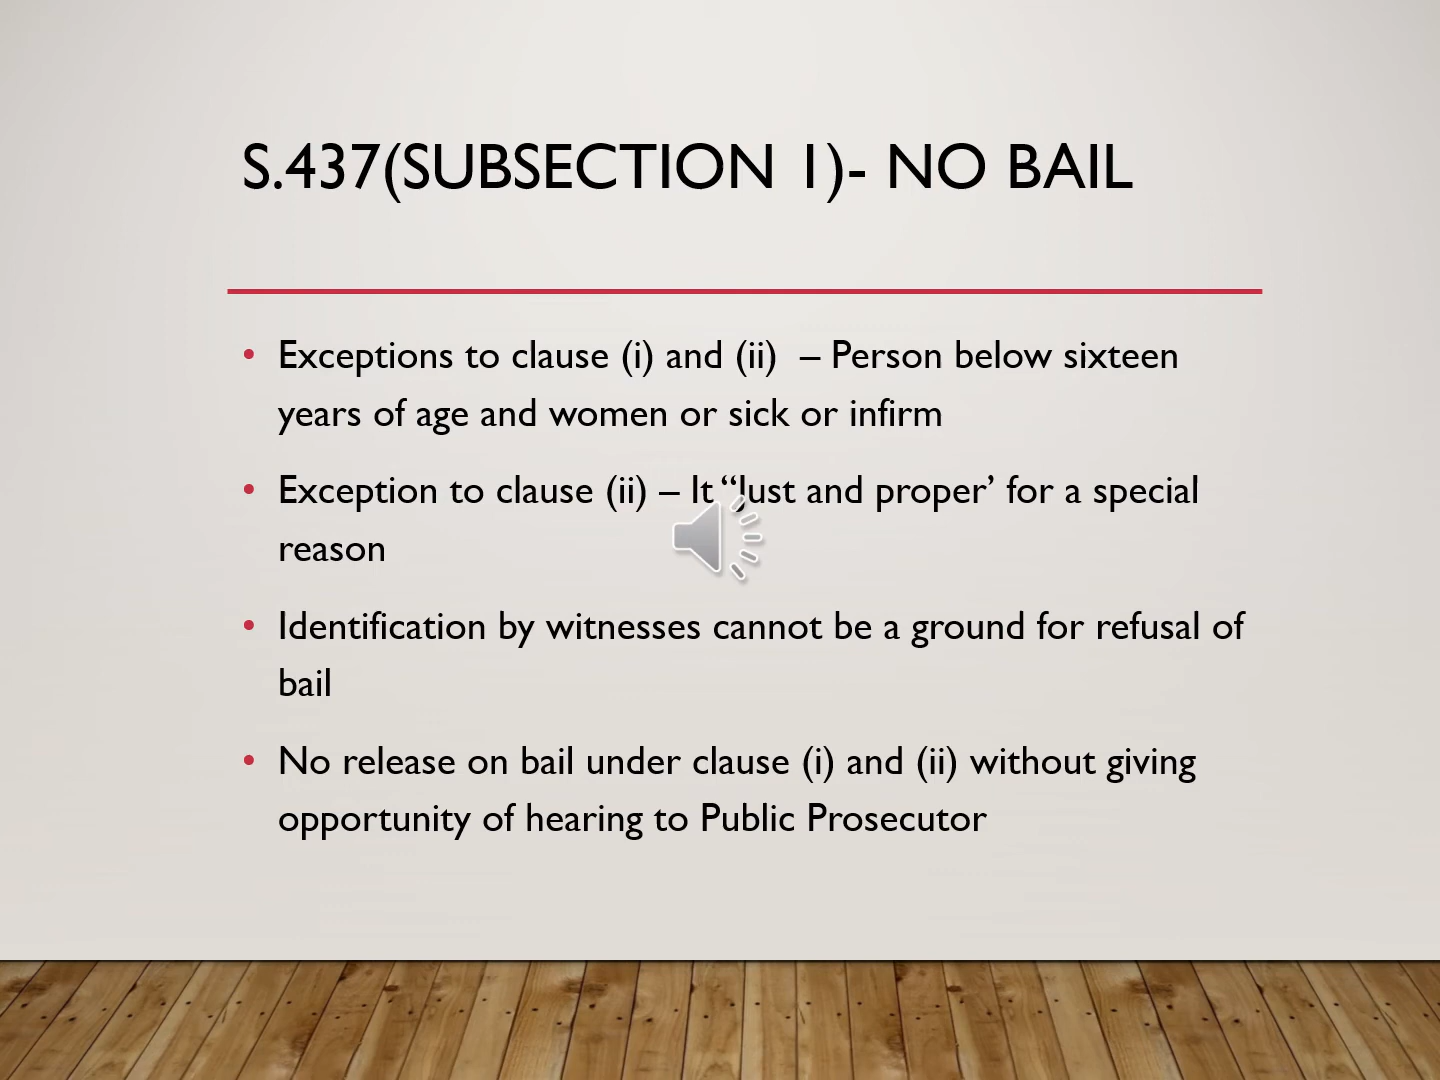 S.437(SUBSECTION 1)- NO BAIL
• Exceptions to clause (i) and (ii)  – Person below sixteen
years of age and women or sick or infirm
• Exception to clause (ii) – It “Just and proper’ for a special
reason
• Identification by witnesses cannot be a ground for refusal of
bail
• No release on bail under clause (i) and (ii) without giving
opportunity of hearing to Public Prosecutor